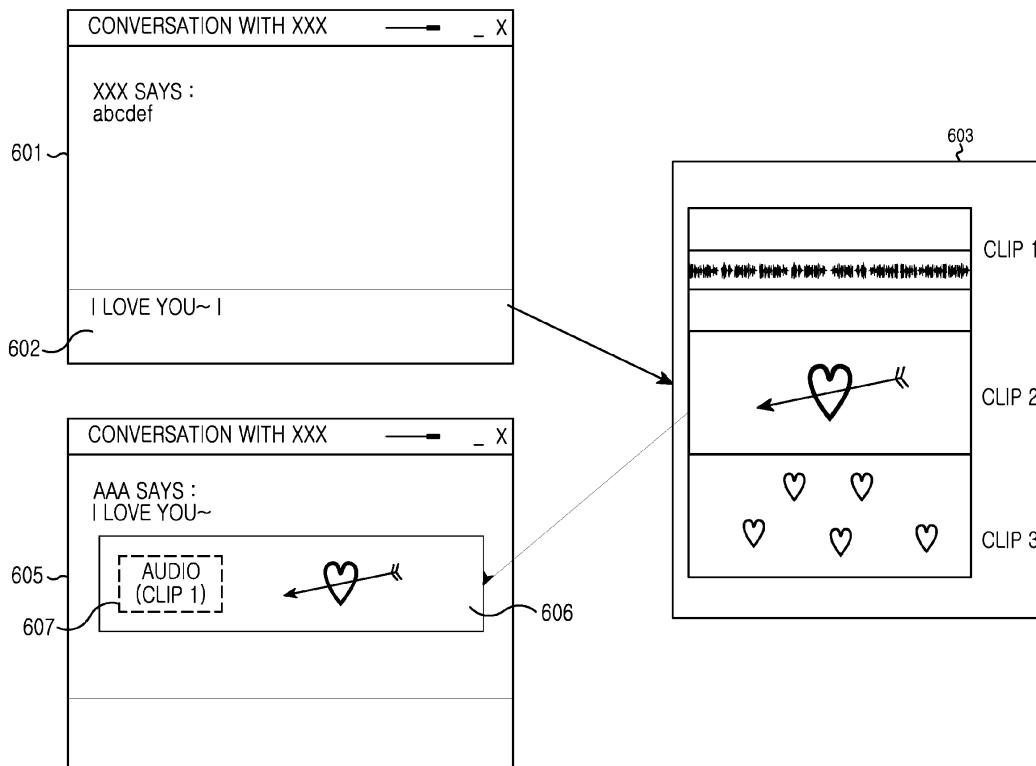 CONVERSATION WITH XXX _ X
XXX SAYS :
abcdef
601
I LOVE YOU~ I
602
603
CLIP 1
CLIP 2
CLIP 3
CONVERSATION WITH XXX _ X
AAA SAYS :
I LOVE YOU~
605
AUDIO
(CLIP 1)
607
606